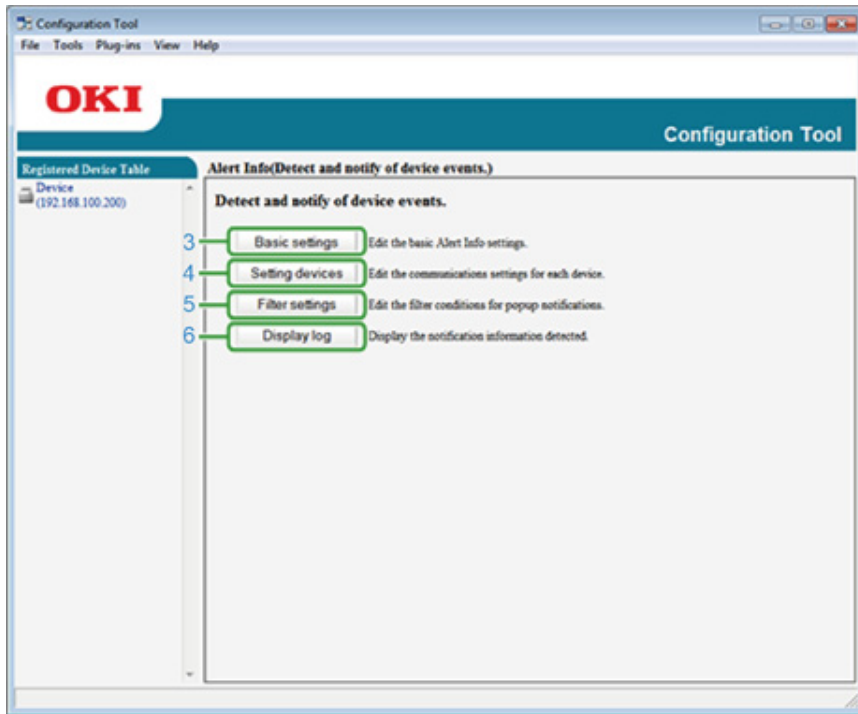 Configuration Tool
File Tools Plug-ins View Help
OKI
Configuration Tool
Registered Device Table
Alert Info(Detect and notify of device events.)
Device
(192.168.100.200)
Detect and notify of device events.
3 Basic settings Edit the basic Alert Info settings.
4 Setting devices Edit the communications settings for each device.
5 Filter settings Edit the filter conditions for popup notifications.
6 Display log Display the notification information detected.